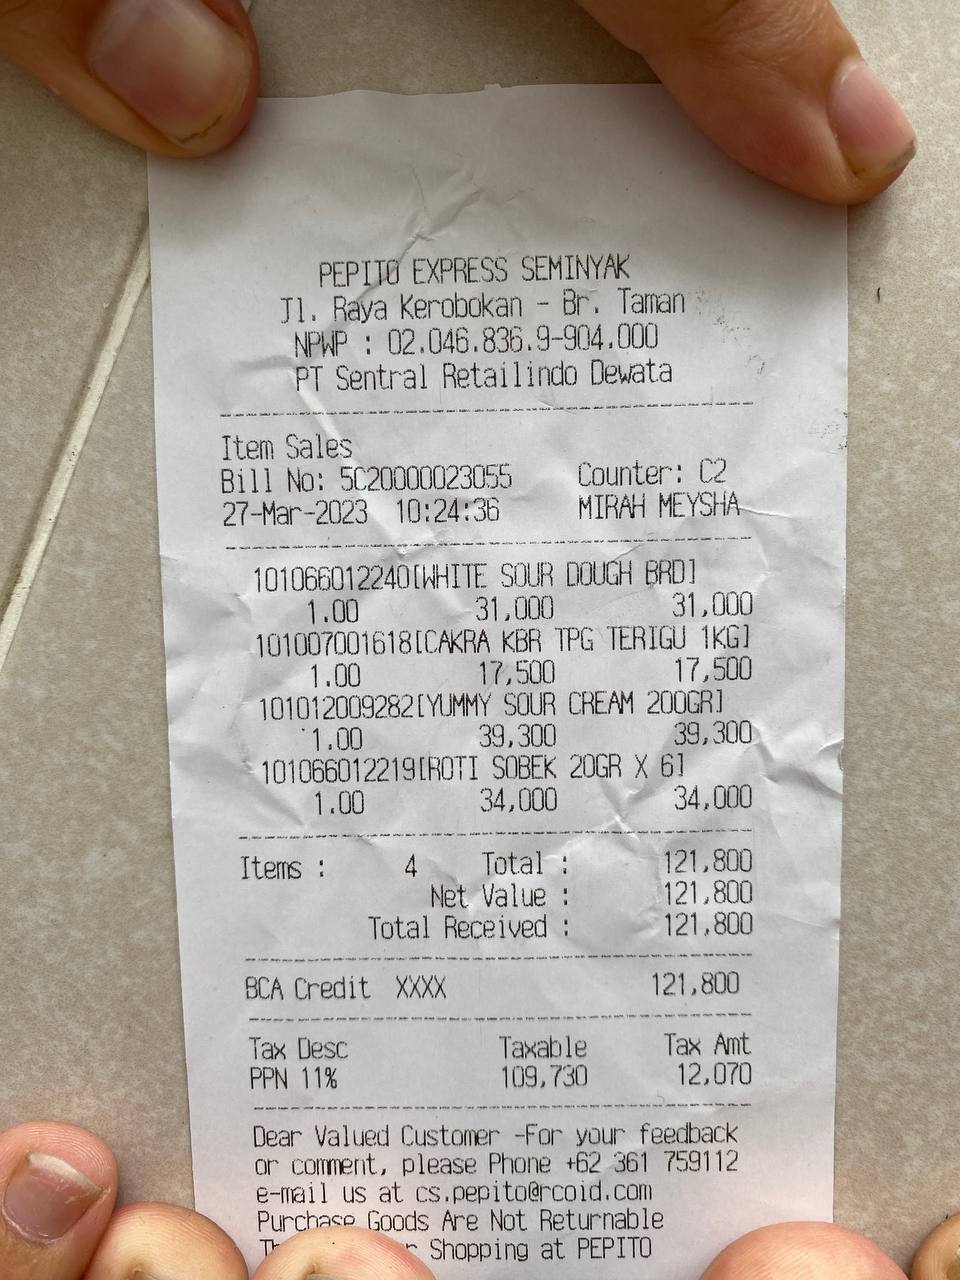 PEPITO EXPRESS SEMINYAK
Jl. Raya Kerobokan - Br. Taman
NPWP : 02.046.836.9-904.000
PT Sentral Retailindo Dewata
Item Sales
Bill No: 5C20000023055 Counter: C2
27-Mar-2023 10:24:36 MIRAH MEYSHA
101066012240[WHITE SOUR DOUGH BRD]
1.00 31,000 31,000
101007001618[CAKRA KBR TPG TERIGU 1KG]
1.00 17,500 17,500
101012009282[YUMMY SOUR CREAM 200GR]
1.00 39,300 39,300
101066012219[ROTI SOBEK 20GR X 6]
1.00 34,000 34,000
Items : 4 Total : 121,800
Net Value : 121,800
Total Received : 121,800
BCA Credit XXXX 121,800
Tax Desc Taxable Tax Amt
PPN 11% 109,730 12,070
Dear Valued Customer -For your feedback
or comment, please Phone +62 361 759112
e-mail us at cs.pepito@rcoid.com
Purchase Goods Are Not Returnable
Shopping at PEPITO